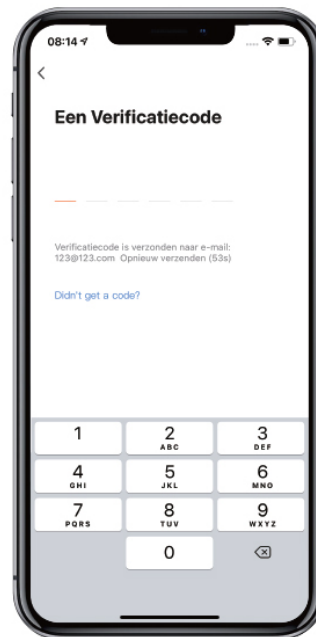 08:14
Een Verificatiecode
Verificatiecode is verzonden naar e-mail:
123@123.com Opnieuw verzenden (53s)
Didn't get a code?
1 2 3
ABC DEF
4 5 6
GHI JKL MNO
7 8 9
PQRS TUV WXYZ
0